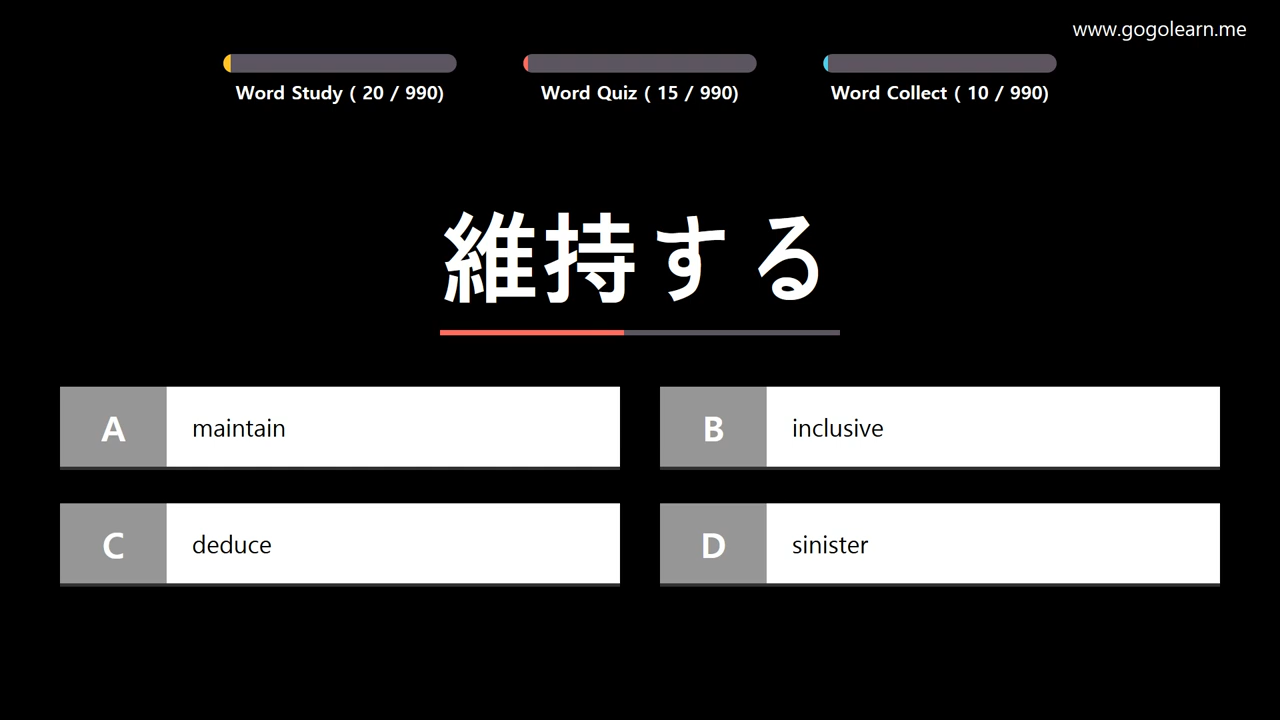 www.gogolearn.me
Word Study ( 20 / 990)
Word Quiz ( 15 / 990)
Word Collect ( 10 / 990)
維持する
A maintain
B inclusive
C deduce
D sinister